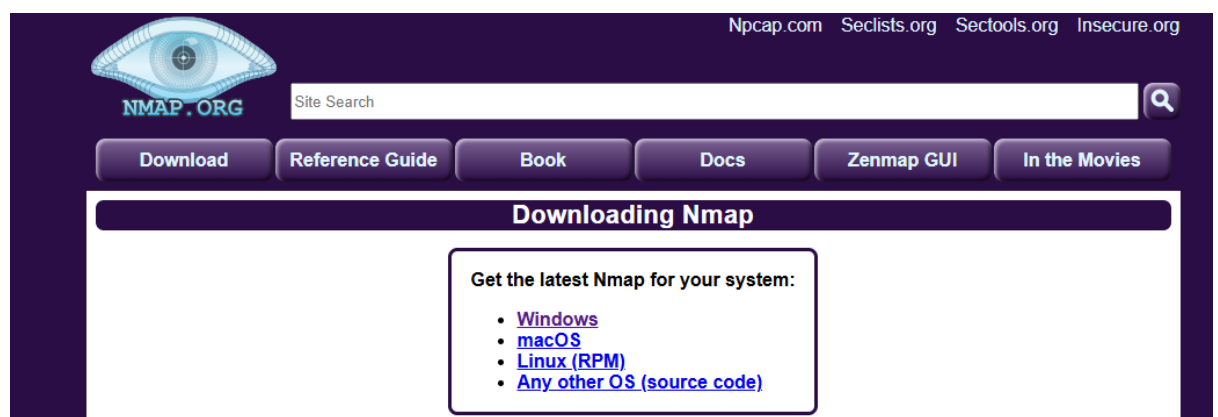 Npcap.com Seclists.org Sectools.org Insecure.org
NMAP.ORG
Site Search
Download Reference Guide Book Docs Zenmap GUI In the Movies
Downloading Nmap
Get the latest Nmap for your system:
Windows
macOS
Linux (RPM)
Any other OS (source code)